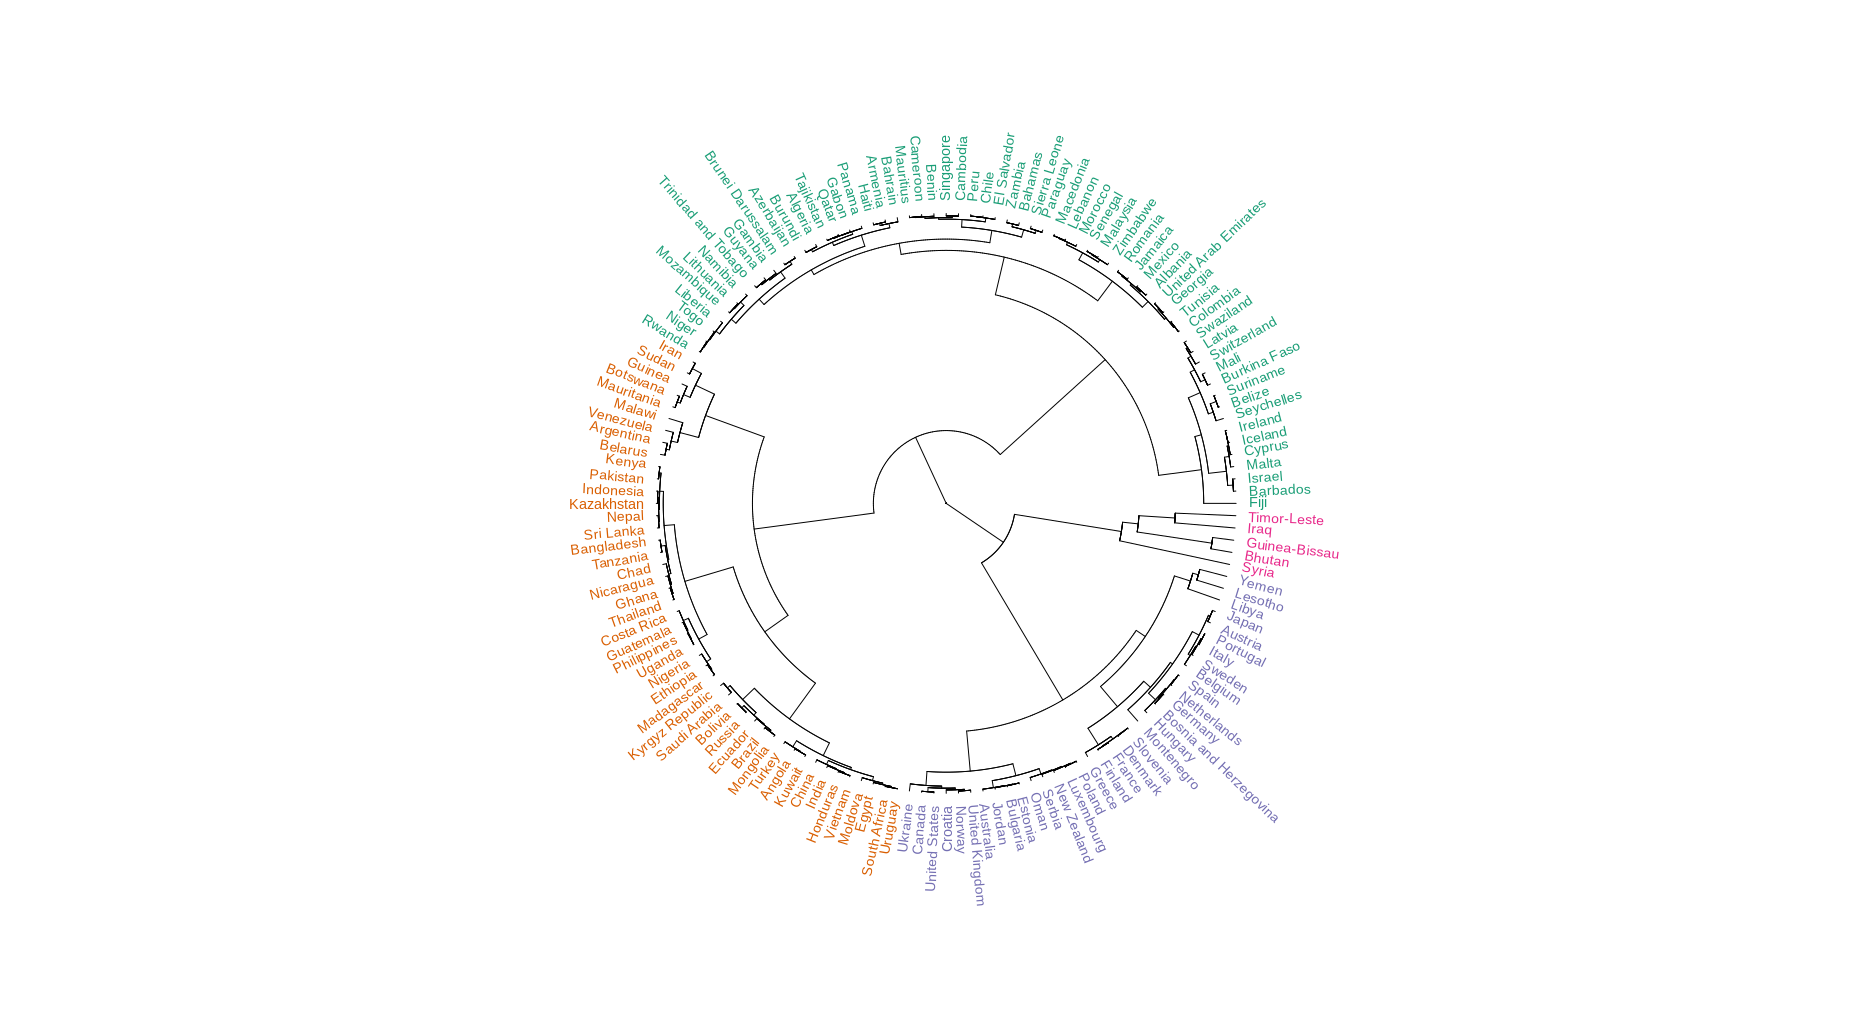 Fiji
Barbados
Israel
Malta
Cyprus
Iceland
Ireland
Seychelles
Belize
Suriname
Burkina Faso
Mali
Switzerland
Latvia
Swaziland
Colombia
Tunisia
Georgia
United Arab Emirates
Albania
Mexico
Jamaica
Romania
Zimbabwe
Malaysia
Senegal
Morocco
Lebanon
Macedonia
Paraguay
Sierra Leone
Bahamas
Zambia
El Salvador
Chile
Peru
Cambodia
Singapore
Benin
Cameroon
Mauritius
Bahrain
Armenia
Haiti
Panama
Gabon
Qatar
Tajikistan
Algeria
Burundi
Azerbaijan
Brunei Darussalam
Gambia
Guyana
Trinidad and Tobago
Namibia
Lithuania
Mozambique
Liberia
Togo
Niger
Rwanda
Iran
Sudan
Guinea
Botswana
Mauritania
Malawi
Venezuela
Argentina
Belarus
Kenya
Pakistan
Indonesia
Kazakhstan
Nepal
Sri Lanka
Bangladesh
Tanzania
Chad
Nicaragua
Ghana
Thailand
Costa Rica
Guatemala
Philippines
Uganda
Nigeria
Ethiopia
Madagascar
Kyrgyz Republic
Saudi Arabia
Bolivia
Russia
Ecuador
Brazil
Mongolia
Turkey
Angola
Kuwait
China
India
Honduras
Vietnam
Moldova
Egypt
South Africa
Uruguay
Ukraine
Canada
United States
Croatia
Norway
United Kingdom
Australia
Jordan
Bulgaria
Estonia
Oman
Serbia
New Zealand
Luxembourg
Poland
Greece
Finland
France
Denmark
Slovenia
Montenegro
Hungary
Bosnia and Herzegovina
Germany
Netherlands
Spain
Belgium
Sweden
Italy
Portugal
Austria
Japan
Libya
Lesotho
Yemen
Syria
Bhutan
Guinea-Bissau
Iraq
Timor-Leste